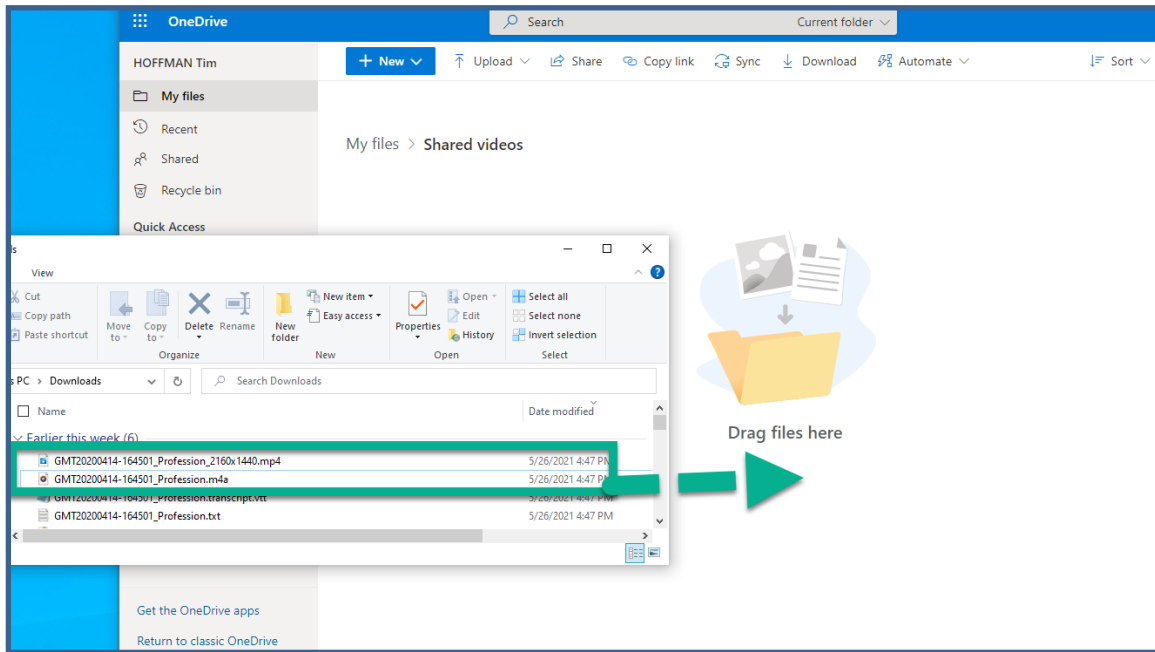 OneDrive
Search
Current folder
HOFFMAN Tim
New
Upload
Share
Copy link
Sync
Download
Automate
Sort
My files
Recent
Shared
Recycle bin
Quick Access
My files > Shared videos
View
Cut
Copy path
Paste shortcut
Move to
Copy to
Delete
Rename
Organize
New folder
New item
Easy access
New
Properties
Open
Edit
History
Open
Select all
Select none
Invert selection
Select
PC > Downloads
Search Downloads
Name
Date modified
Earlier this week (6)
GMT20200414-164501_Profession_2160x1440.mp4 5/26/2021 4:47 PM
GMT20200414-164501_Profession.m4a 5/26/2021 4:47 PM
GMT20200414-164501_Profession.transcript.vtt 5/26/2021 4:47 PM
GMT20200414-164501_Profession.txt 5/26/2021 4:47 PM
Drag files here
Get the OneDrive apps
Return to classic OneDrive